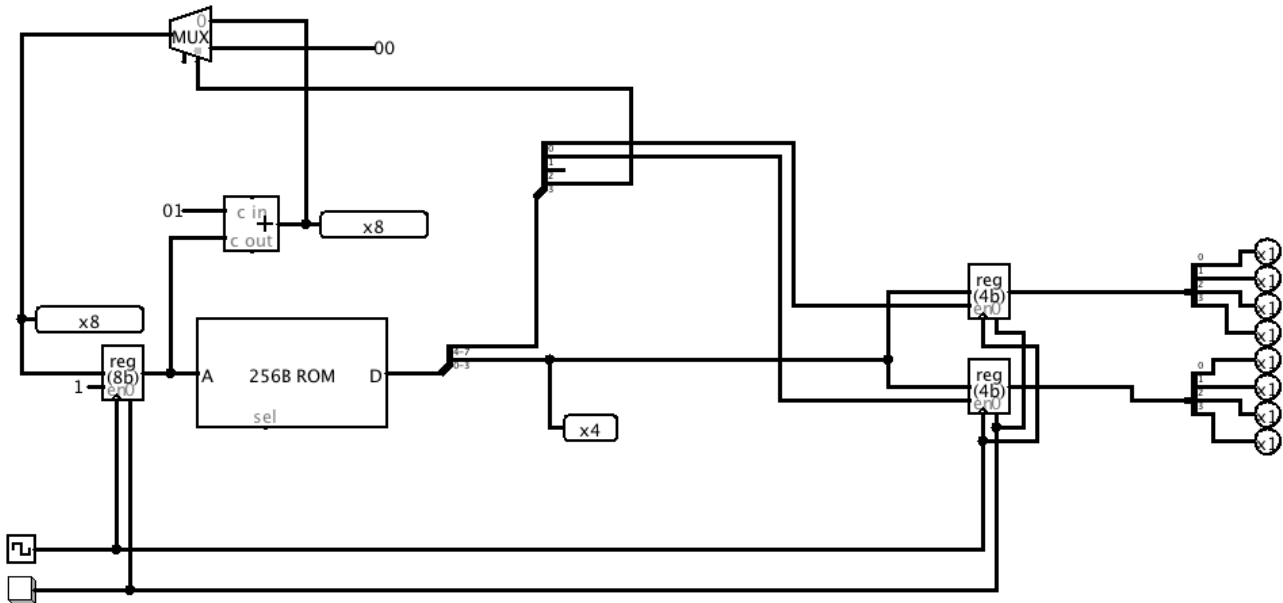 0
MUX
00
0
1
2
3
01
c in
+
c out
x8
x8
reg
(8b)
1
en0
A
256B ROM
D
sel
4-7
0-3
x4
reg
(4b)
en0
reg
(4b)
en0
0
1
2
3
x1
x1
x1
x1
0
1
2
3
x1
x1
x1
x1